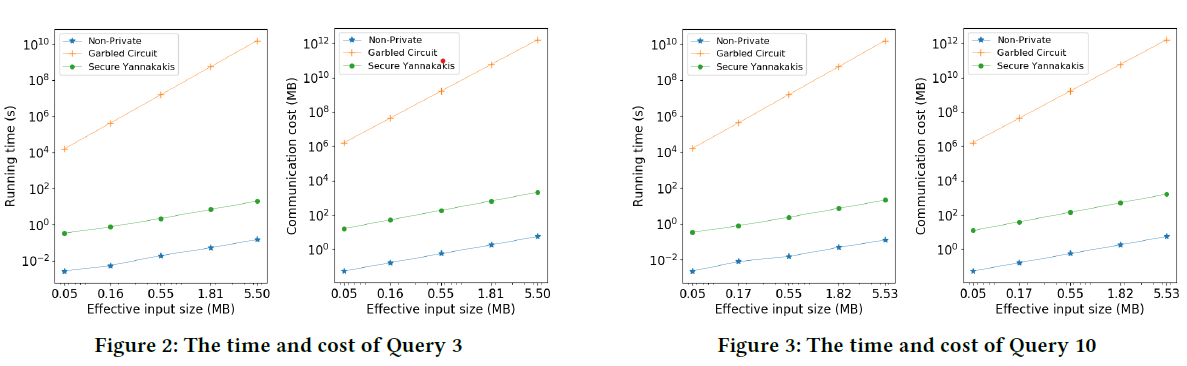 Running time (s)
10^10
10^8
10^6
10^4
10^2
10^0
10^−2
Non-Private
Garbled Circuit
Secure Yannakakis
0.05 0.16 0.55 1.81 5.50
Effective input size (MB)
Communication cost (MB)
10^12
10^10
10^8
10^6
10^4
10^2
10^0
Non-Private
Garbled Circuit
Secure Yannakakis
0.05 0.16 0.55 1.81 5.50
Effective input size (MB)
Figure 2: The time and cost of Query 3
Running time (s)
10^10
10^8
10^6
10^4
10^2
10^0
10^−2
Non-Private
Garbled Circuit
Secure Yannakakis
0.05 0.17 0.55 1.82 5.53
Effective input size (MB)
Communication cost (MB)
10^12
10^10
10^8
10^6
10^4
10^2
10^0
Non-Private
Garbled Circuit
Secure Yannakakis
0.05 0.17 0.55 1.82 5.53
Effective input size (MB)
Figure 3: The time and cost of Query 10